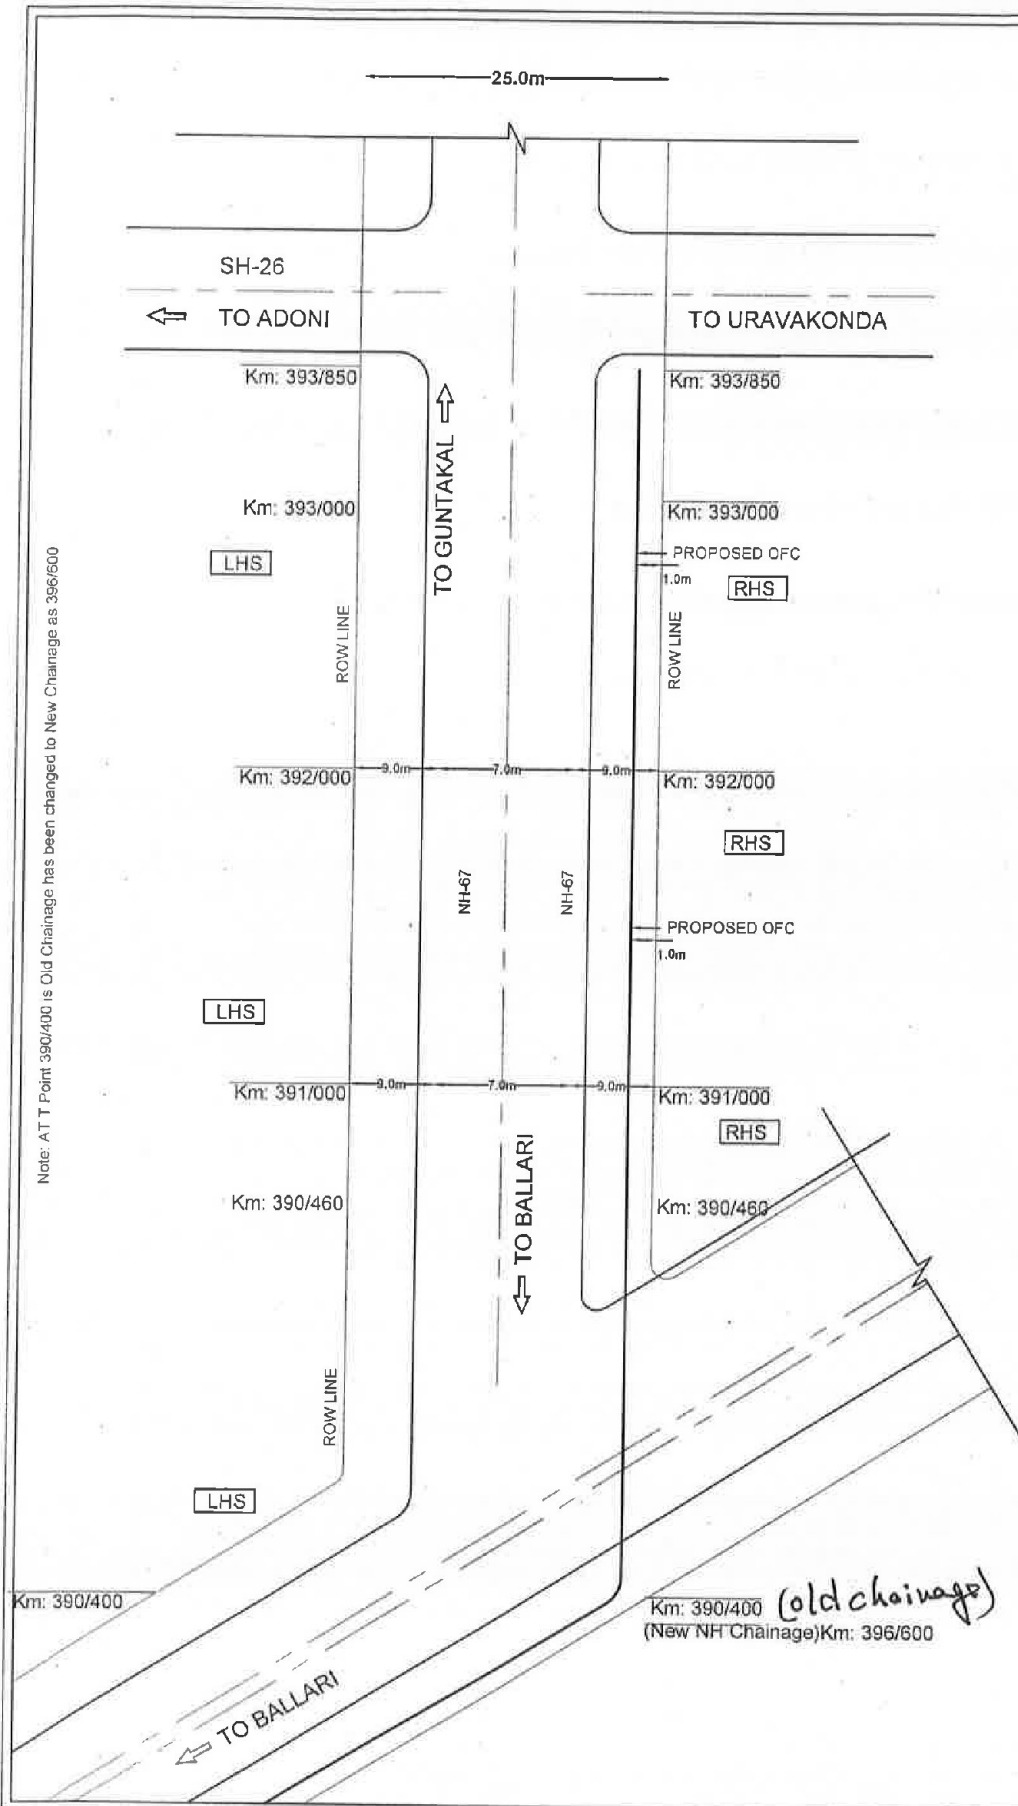 25.0m
SH-26
TO ADONI
TO URAVAKONDA
Km: 393/850
Km: 393/850
TO GUNTAKAL
Km: 393/000
Km: 393/000
PROPOSED OFC
1.0m
LHS
RHS
ROW LINE
ROW LINE
Note: AT T Point 390/400 is Old Chainage has been changed to New Chainage as 396/600
9.0m
7.0m
9.0m
Km: 392/000
Km: 392/000
RHS
NH-67
NH-67
PROPOSED OFC
1.0m
LHS
9.0m
7.0m
9.0m
Km: 391/000
Km: 391/000
RHS
TO BALLARI
Km: 390/460
Km: 390/460
ROW LINE
LHS
Km: 390/400
Km: 390/400 (old chainage)
(New NH Chainage)Km: 396/600
TO BALLARI